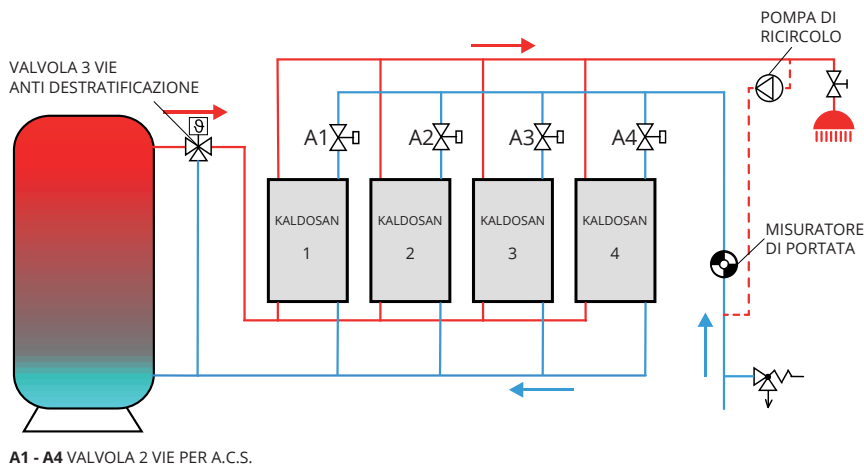 POMPA DI
RICIRCOLO
VALVOLA 3 VIE
ANTI DESTRATIFICAZIONE
ϑ
A1
A2
A3
A4
KALDOSAN
1
KALDOSAN
2
KALDOSAN
3
KALDOSAN
4
MISURATORE
DI PORTATA
A1 - A4 VALVOLA 2 VIE PER A.C.S.